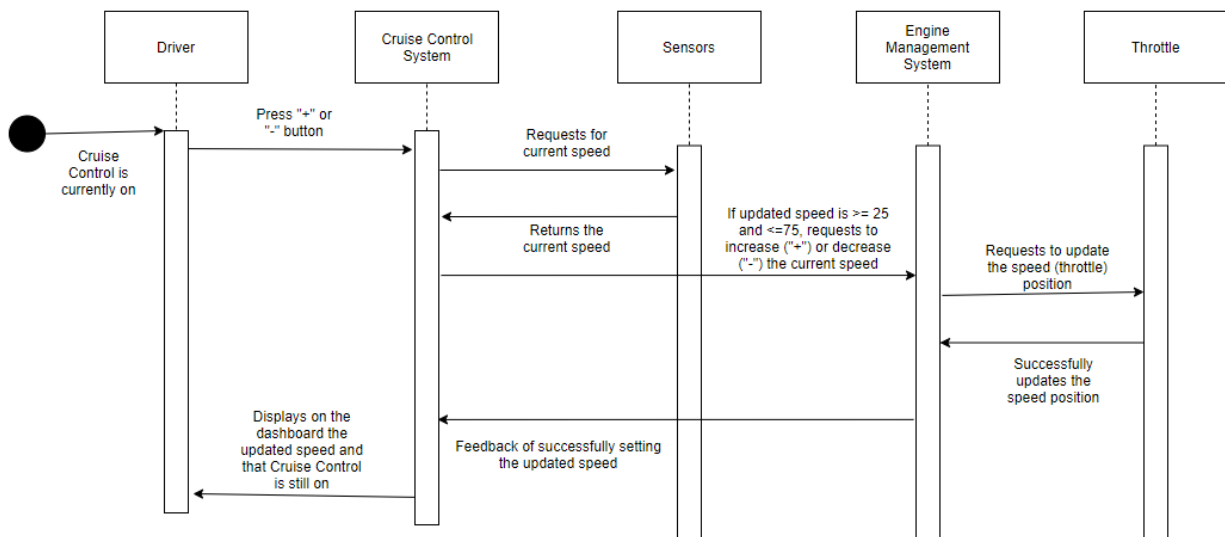 Driver
Cruise Control
System
Sensors
Engine
Management
System
Throttle
Press "+" or
"-" button
Cruise
Control is
currently on
Requests for
current speed
Returns the
current speed
If updated speed is >= 25
and <=75, requests to
increase ("+") or decrease
("-") the current speed
Requests to update
the speed (throttle)
position
Successfully
updates the
speed position
Feedback of successfully setting
the updated speed
Displays on the
dashboard the
updated speed and
that Cruise Control
is still on